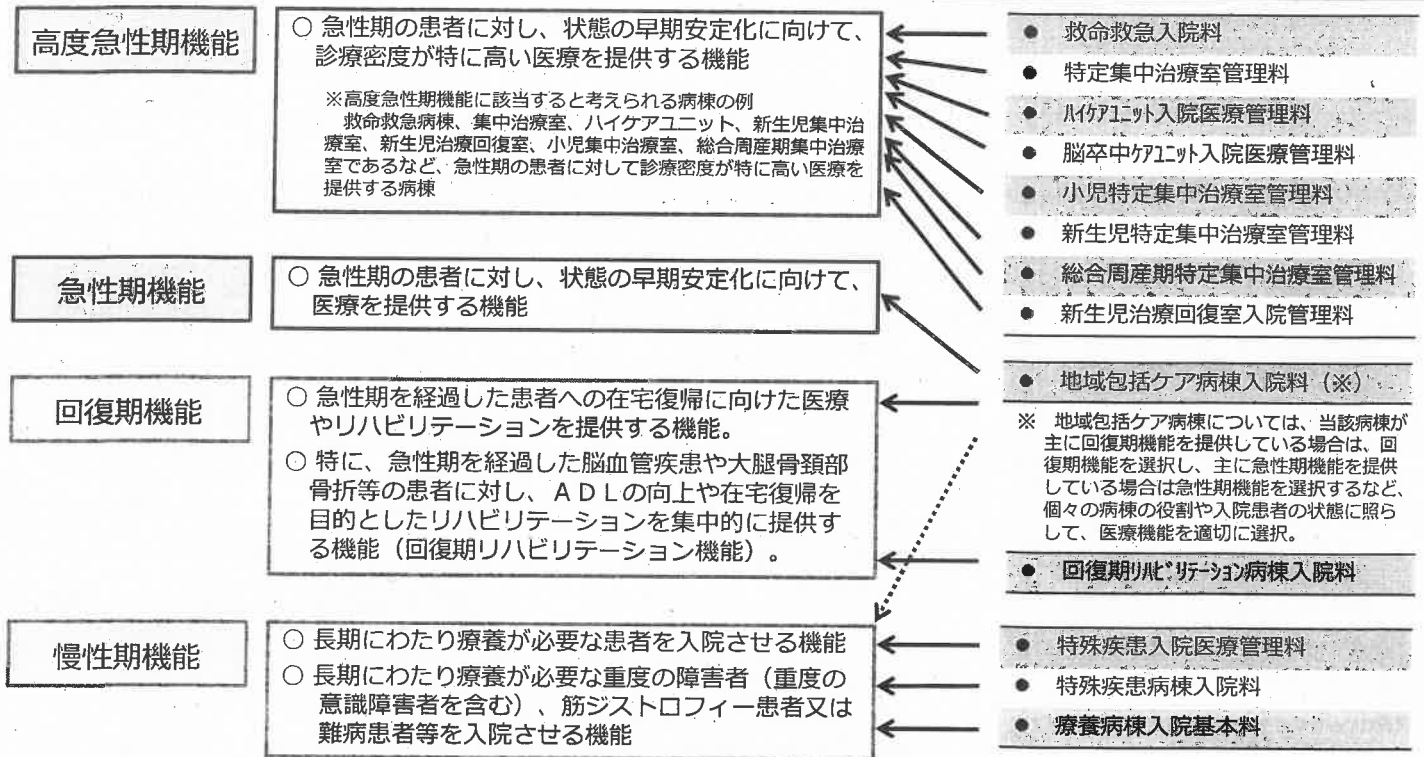 高度急性期機能
○ 急性期の患者に対し、状態の早期安定化に向けて、
診療密度が特に高い医療を提供する機能
※高度急性期機能に該当すると考えられる病棟の例
救命救急病棟、集中治療室、ハイケアユニット、新生児集中治
療室、新生児治療回復室、小児集中治療室、総合周産期集中治療
室であるなど、急性期の患者に対して診療密度が特に高い医療を
提供する病棟
● 救命救急入院料
● 特定集中治療室管理料
● ハイケアユニット入院医療管理料
● 脳卒中ケアユニット入院医療管理料
● 小児特定集中治療室管理料
● 新生児特定集中治療室管理料
● 総合周産期特定集中治療室管理料
● 新生児治療回復室入院管理料
急性期機能
○ 急性期の患者に対し、状態の早期安定化に向けて、
医療を提供する機能
回復期機能
○ 急性期を経過した患者への在宅復帰に向けた医療
やリハビリテーションを提供する機能。
○ 特に、急性期を経過した脳血管疾患や大腿骨頚部
骨折等の患者に対し、ADLの向上や在宅復帰を
目的としたリハビリテーションを集中的に提供す
る機能(回復期リハビリテーション機能)。
● 地域包括ケア病棟入院料(※)
※ 地域包括ケア病棟については、当該病棟が
主に回復期機能を提供している場合は、回
復期機能を選択し、主に急性期機能を提供
している場合は急性期機能を選択するなど、
個々の病棟の役割や入院患者の状態に照ら
して、医療機能を適切に選択。
● 回復期リハビリテーション病棟入院料
慢性期機能
○ 長期にわたり療養が必要な患者を入院させる機能
○ 長期にわたり療養が必要な重度の障害者(重度の
意識障害者を含む)、筋ジストロフィー患者又は
難病患者等を入院させる機能
● 特殊疾患入院医療管理料
● 特殊疾患病棟入院料
● 療養病棟入院基本料